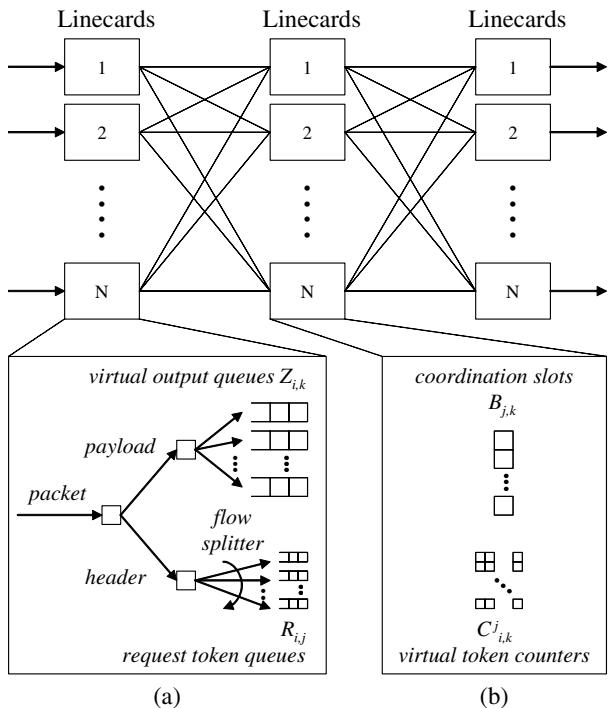 Linecards Linecards Linecards
1 1 1
2 2 2
N N N
virtual output queues Z_{i,k}
payload
packet
flow
splitter
header
R_{i,j}
request token queues
coordination slots
B_{j,k}
C^j_{i,k}
virtual token counters
(a) (b)